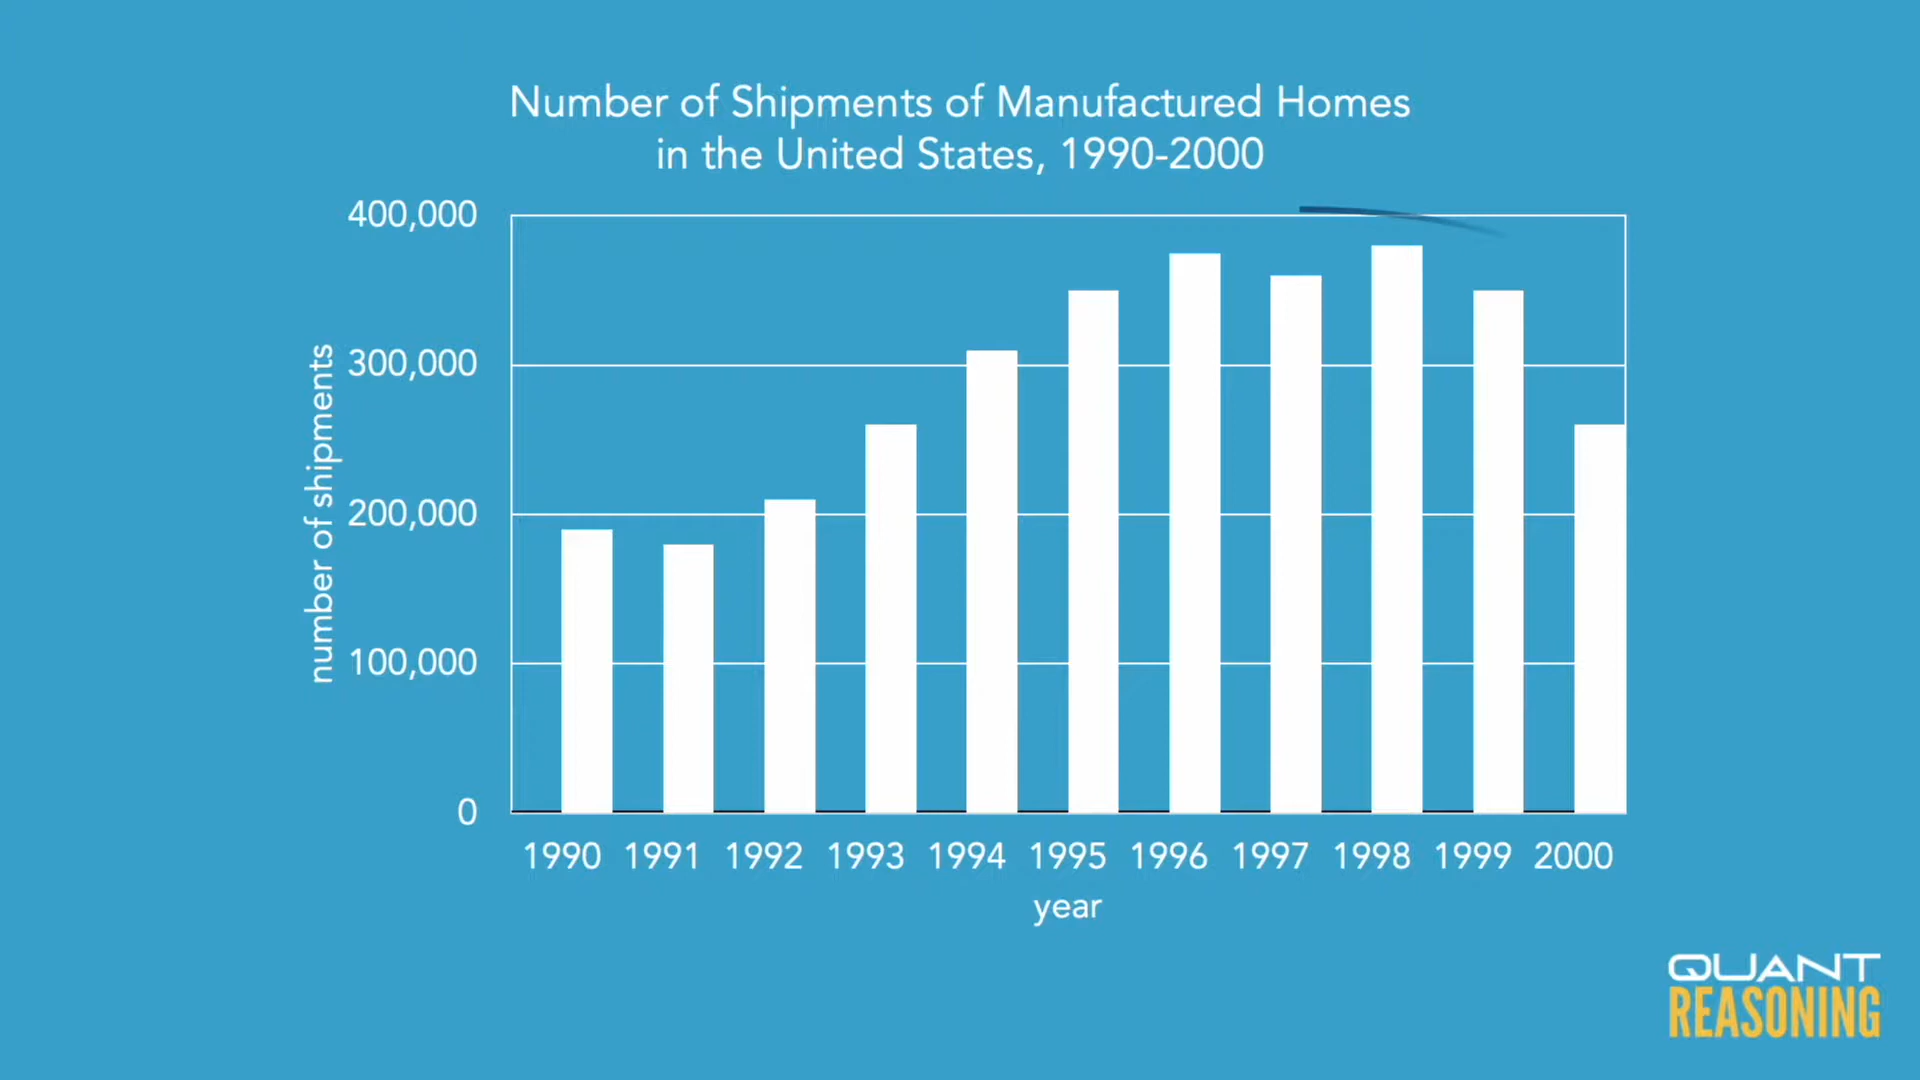 Number of Shipments of Manufactured Homes
in the United States, 1990-2000
400,000
300,000
200,000
100,000
0
number of shipments
1990 1991 1992 1993 1994 1995 1996 1997 1998 1999 2000
year
QUANT
REASONING